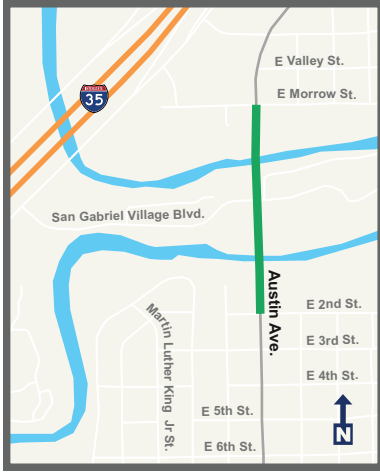 E Valley St.
E Morrow St.
INTERSTATE
35
San Gabriel Village Blvd.
Austin Ave.
E 2nd St.
Martin Luther King Jr St.
E 3rd St.
E 4th St.
E 5th St.
N
E 6th St.